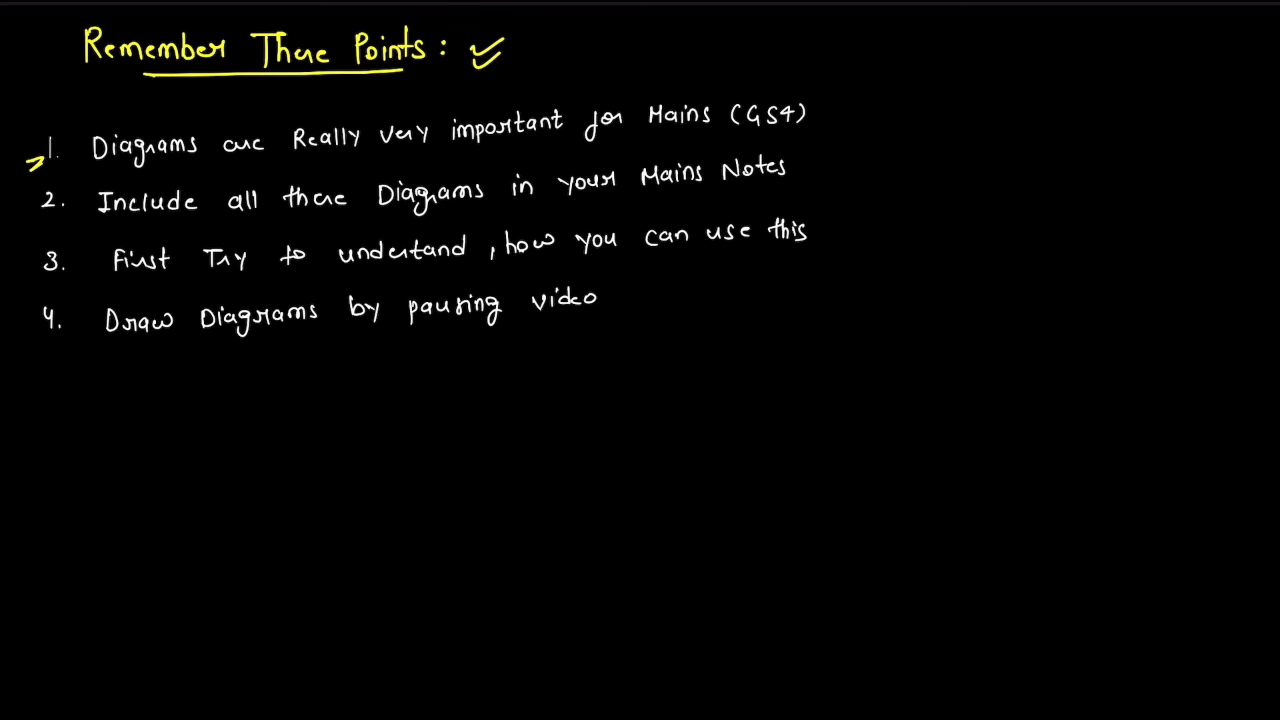 Remember These Points :
1. Diagrams are Really very important for Mains (GS4)
2. Include all these Diagrams in your Mains Notes
3. First Try to understand , how you can use this
4. Draw Diagrams by pausing video